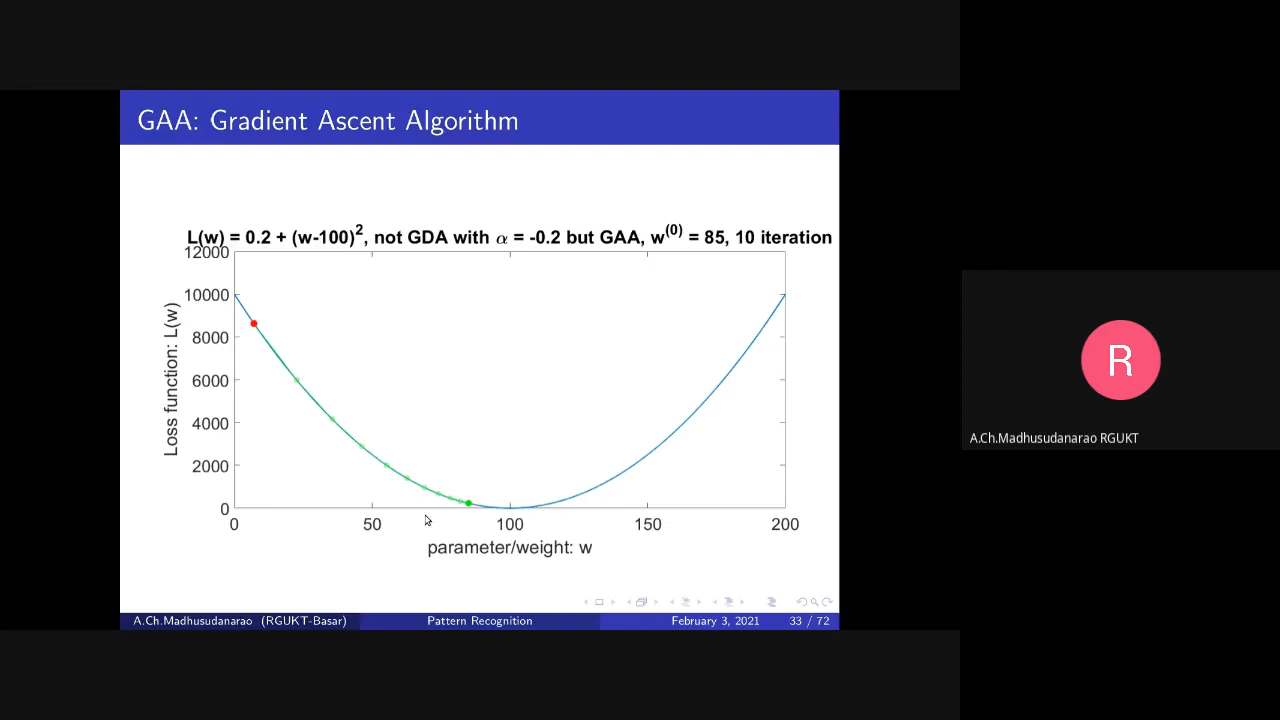 GAA: Gradient Ascent Algorithm
L(w) = 0.2 + (w-100)², not GDA with α = -0.2 but GAA, w⁽⁰⁾ = 85, 10 iteration
12000
10000
8000
6000
4000
2000
0
Loss function: L(w)
0 50 100 150 200
parameter/weight: w
A.Ch.Madhusudanarao (RGUKT-Basar) Pattern Recognition February 3, 2021 33 / 72
R
A.Ch.Madhusudanarao RGUKT